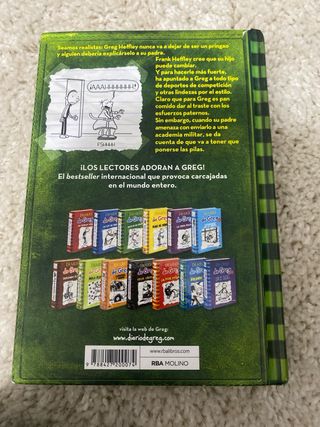 Seamos realistas: Greg Heffley nunca va a dejar de ser un pringao
y alguien debería explicárselo a su padre.
Frank Heffley cree que su hijo
puede cambiar.
Y para hacerle más fuerte,
ha apuntado a Greg a todo tipo
de deportes de competición
y otras lindezas por el estilo.
Claro que para Greg es pan
comido dar al traste con los
esfuerzos paternos.
Sin embargo, cuando su padre
amenaza con enviarlo a una
academia militar, se da
cuenta de que va a tener que
ponerse las pilas.
¡LOS LECTORES ADORAN A GREG!
El bestseller internacional que provoca carcajadas
en el mundo entero.
visita la web de Greg:
www.diariodegreg.com
9 788427 200074
www.rbalibros.com
RBA MOLINO